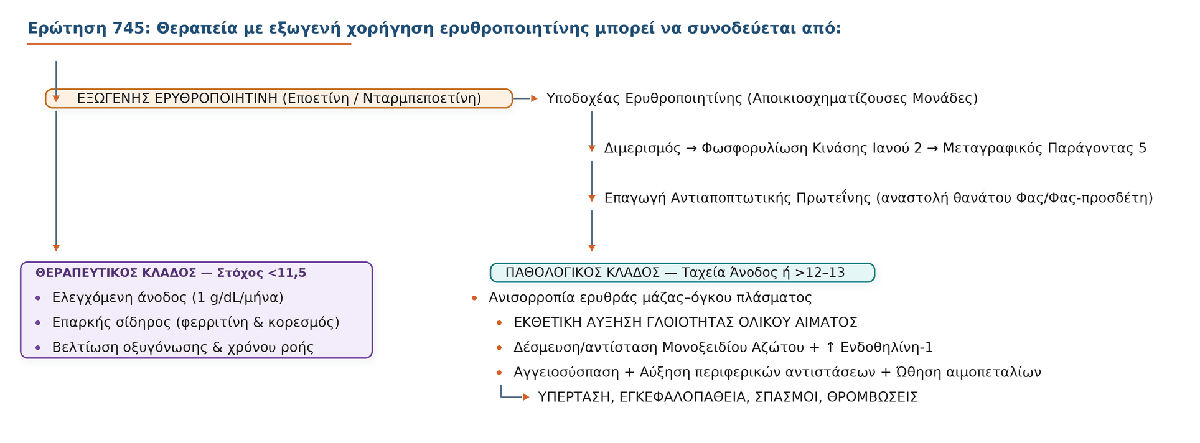 Ερώτηση 745: Θεραπεία με εξωγενή χορήγηση ερυθροποιητίνης μπορεί να συνοδεύεται από:
ΕΞΩΓΕΝΗΣ ΕΡΥΘΡΟΠΟΙΗΤΙΝΗ (Εποετίνη / Νταρμπεποετίνη)
Υποδοχέας Ερυθροποιητίνης (Αποικιοσχηματίζουσες Μονάδες)
Διμερισμός → Φωσφορυλίωση Κινάσης Ιανού 2 → Μεταγραφικός Παράγοντας 5
Επαγωγή Αντιαποπτωτικής Πρωτεΐνης (αναστολή θανάτου Φας/Φας-προσδέτη)
ΘΕΡΑΠΕΥΤΙΚΟΣ ΚΛΑΔΟΣ — Στόχος <11,5
• Ελεγχόμενη άνοδος (1 g/dL/μήνα)
• Επαρκής σίδηρος (φερριτίνη & κορεσμός)
• Βελτίωση οξυγόνωσης & χρόνου ροής
ΠΑΘΟΛΟΓΙΚΟΣ ΚΛΑΔΟΣ — Ταχεία Άνοδος ή >12–13
• Ανισορροπία ερυθράς μάζας–όγκου πλάσματος
• ΕΚΘΕΤΙΚΗ ΑΥΞΗΣΗ ΓΛΟΙΟΤΗΤΑΣ ΟΛΙΚΟΥ ΑΙΜΑΤΟΣ
• Δέσμευση/αντίσταση Μονοξειδίου Αζώτου + ↑ Ενδοθηλίνη-1
• Αγγειοσύσπαση + Αύξηση περιφερικών αντιστάσεων + Ώθηση αιμοπεταλίων
ΥΠΕΡΤΑΣΗ, ΕΓΚΕΦΑΛΟΠΑΘΕΙΑ, ΣΠΑΣΜΟΙ, ΘΡΟΜΒΩΣΕΙΣ